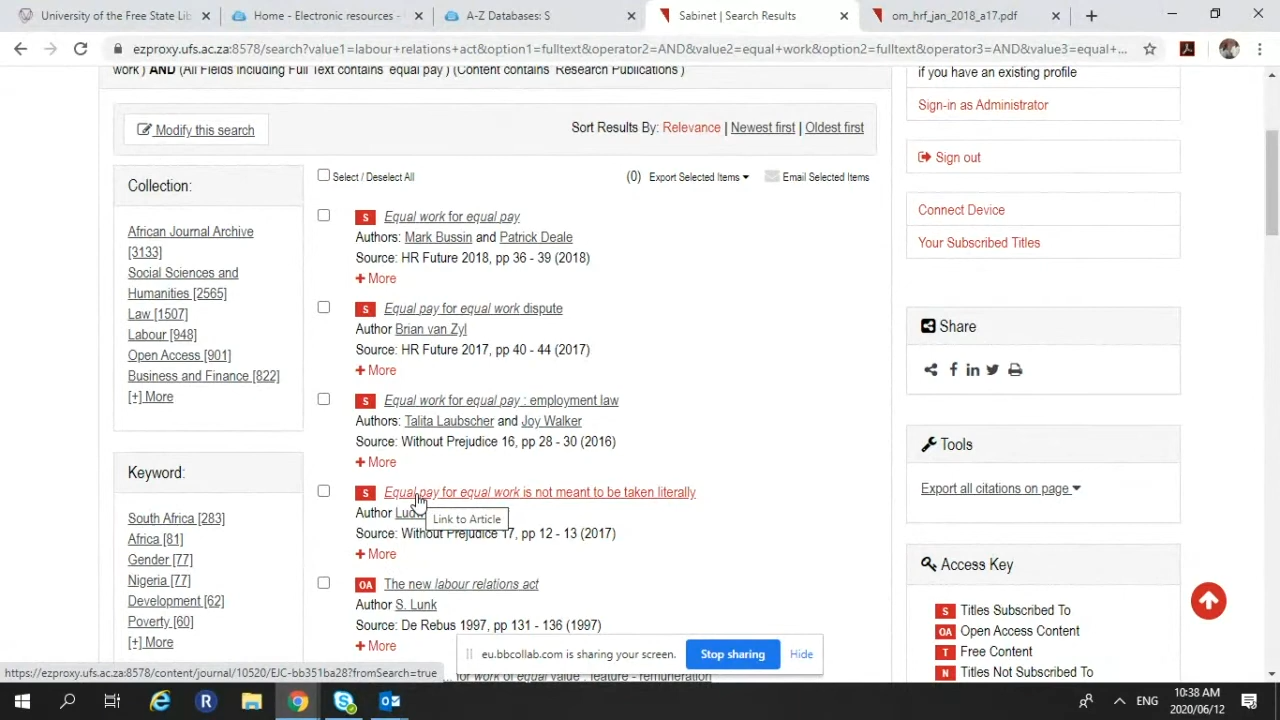 University of the Free State Lib
Home - Electronic resources -
A-Z Databases: S
Sabinet | Search Results
om_hrf_jan_2018_a17.pdf
ezproxy.ufs.ac.za:8578/search?value1=labour+relations+act&option1=fulltext&operator2=AND&value2=equal+work&option2=fulltext&operator3=AND&value3=equal+...
work ) AND (All Fields including Full Text contains 'equal pay') (Content contains 'Research Publications')
Modify this search
Sort Results By: Relevance | Newest first | Oldest first
Collection:
African Journal Archive
[3133]
Social Sciences and
Humanities [2565]
Law [1507]
Labour [948]
Open Access [901]
Business and Finance [822]
[+] More
Keyword:
South Africa [283]
Africa [81]
Gender [77]
Nigeria [77]
Development [62]
Poverty [60]
[+] More
Select / Deselect All
(0) Export Selected Items
Email Selected Items
S Equal work for equal pay
Authors: Mark Bussin and Patrick Deale
Source: HR Future 2018, pp 36 - 39 (2018)
+ More
S Equal pay for equal work dispute
Author Brian van Zyl
Source: HR Future 2017, pp 40 - 44 (2017)
+ More
S Equal work for equal pay : employment law
Authors: Talita Laubscher and Joy Walker
Source: Without Prejudice 16, pp 28 - 30 (2016)
+ More
S Equal pay for equal work is not meant to be taken literally
Author
Link to Article
Source: Without Prejudice 17, pp 12 - 13 (2017)
+ More
OA The new labour relations act
Author S. Lunk
Source: De Rebus 1997, pp 131 - 136 (1997)
+ More
work of equal value : feature - remuneration
if you have an existing profile
Sign-in as Administrator
Sign out
Connect Device
Your Subscribed Titles
Share
Tools
Export all citations on page
Access Key
S Titles Subscribed To
OA Open Access Content
T Free Content
N Titles Not Subscribed To
eu.bbcollab.com is sharing your screen.
Stop sharing
Hide
https://ezproxy.ufs.ac.za:8578/content/journal/10520/EJC-bb351ba28?fromSearch=true
ENG
10:38 AM
2020/06/12